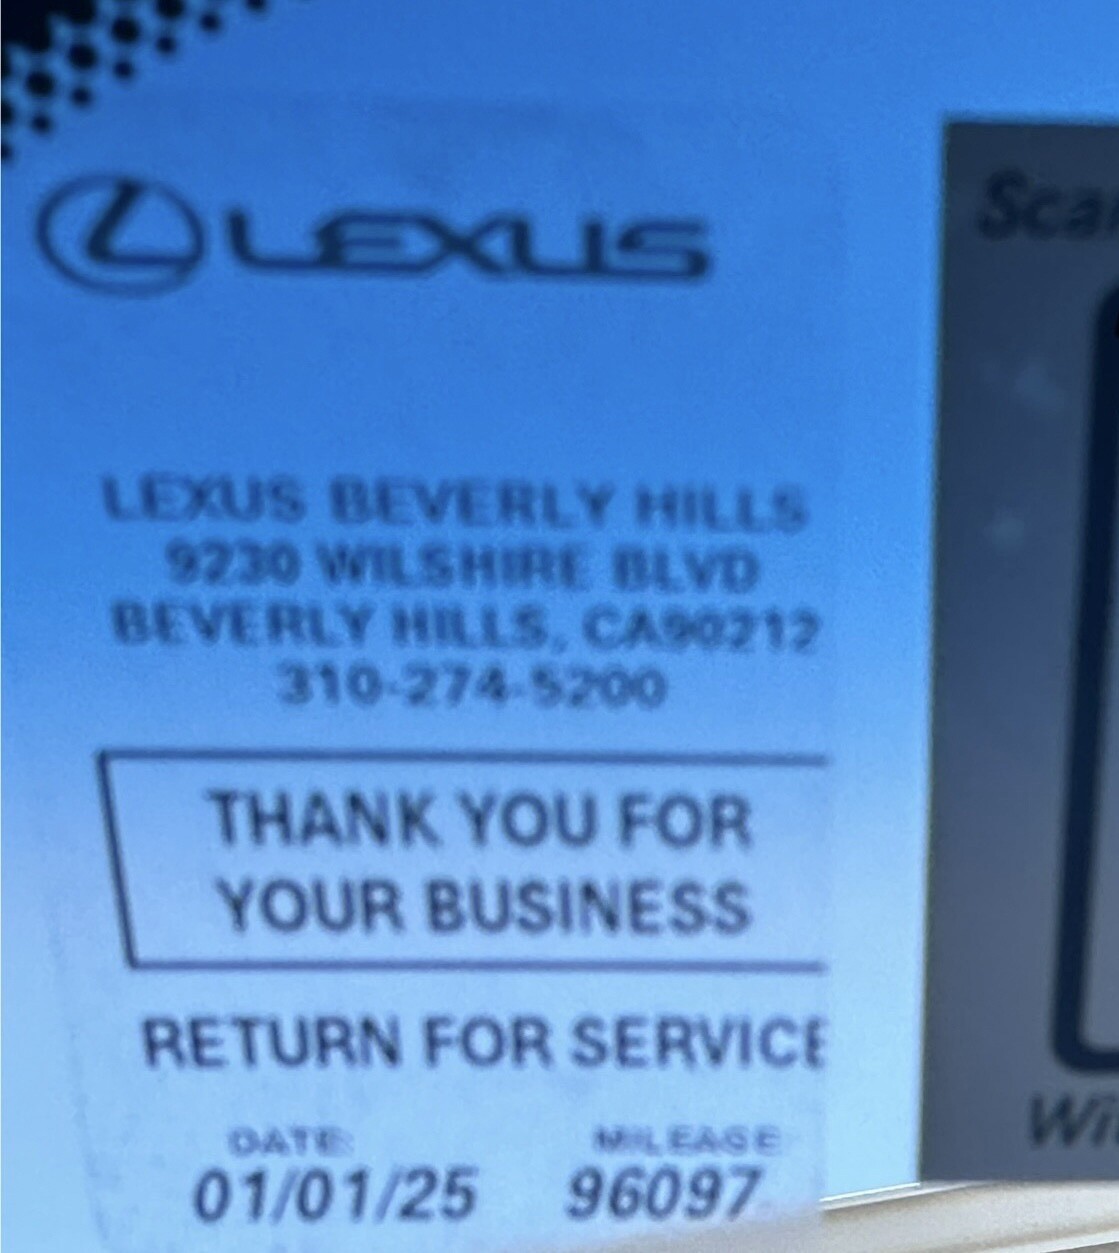 LEXUS
LEXUS BEVERLY HILLS
9230 WILSHIRE BLVD
BEVERLY HILLS, CA90212
310-274-5200
THANK YOU FOR
YOUR BUSINESS
RETURN FOR SERVICE
DATE: MILEAGE:
01/01/25 96097